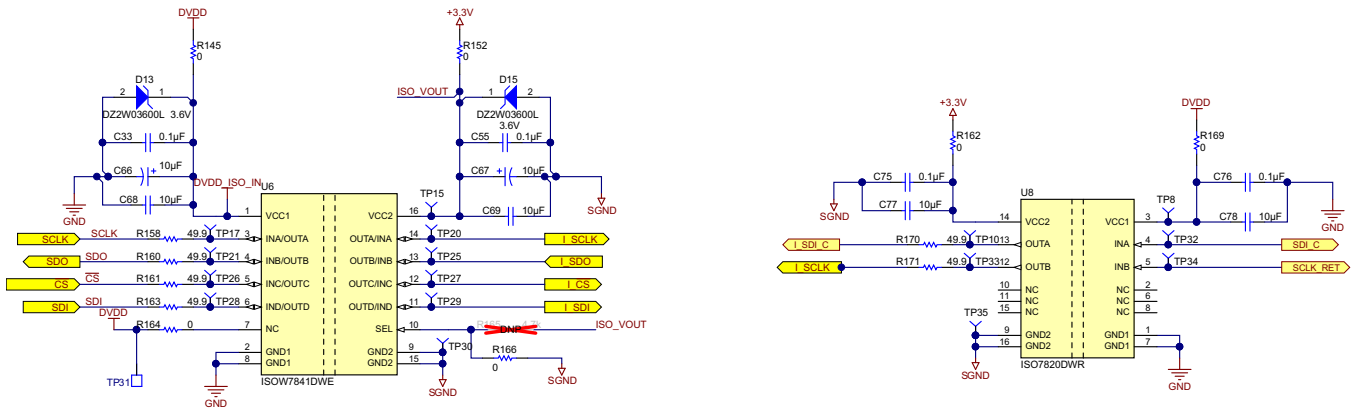 DVDD
R145
0
D13
2
1
DZ2W03600L 3.6V
C33
0.1µF
C66
+
10µF
C68
10µF
GND
DVDD_ISO_IN
+3.3V
R152
0
ISO_VOUT
D15
1
2
DZ2W03600L
3.6V
C55
0.1µF
C67
+
10µF
C69
10µF
SGND
TP15
U6
1
VCC1
VCC2
16
SCLK
SCLK
R158
49.9
TP17
3
INA/OUTA
OUTA/INA
14
TP20
I_SCLK
SDO
SDO
R160
49.9
TP21
4
INB/OUTB
OUTB/INB
13
TP25
I_SDO
CS
CS
R161
49.9
TP26
5
INC/OUTC
OUTC/INC
12
TP27
I_CS
SDI
SDI
R163
49.9
TP28
6
IND/OUTD
OUTD/IND
11
TP29
I_SDI
DVDD
R164
0
7
NC
SEL
10
DNP
4.7k
ISO_VOUT
TP31
2
GND1
8
GND1
GND2
9
GND2
15
TP30
R166
0
SGND
SGND
GND
ISOW7841DWE
+3.3V
R162
0
C75
0.1µF
C77
10µF
SGND
DVDD
R169
0
C76
0.1µF
C78
10µF
GND
TP8
U8
14
VCC2
VCC1
3
I_SDI_C
R170
49.9
TP10
13
OUTA
INA
4
TP32
SDI_C
I_SCLK
R171
49.9
TP33
12
OUTB
INB
5
TP34
SCLK_RET
10
NC
11
NC
15
NC
NC
2
NC
6
NC
8
TP35
9
GND2
16
GND2
GND1
1
GND1
7
SGND
GND
ISO7820DWR